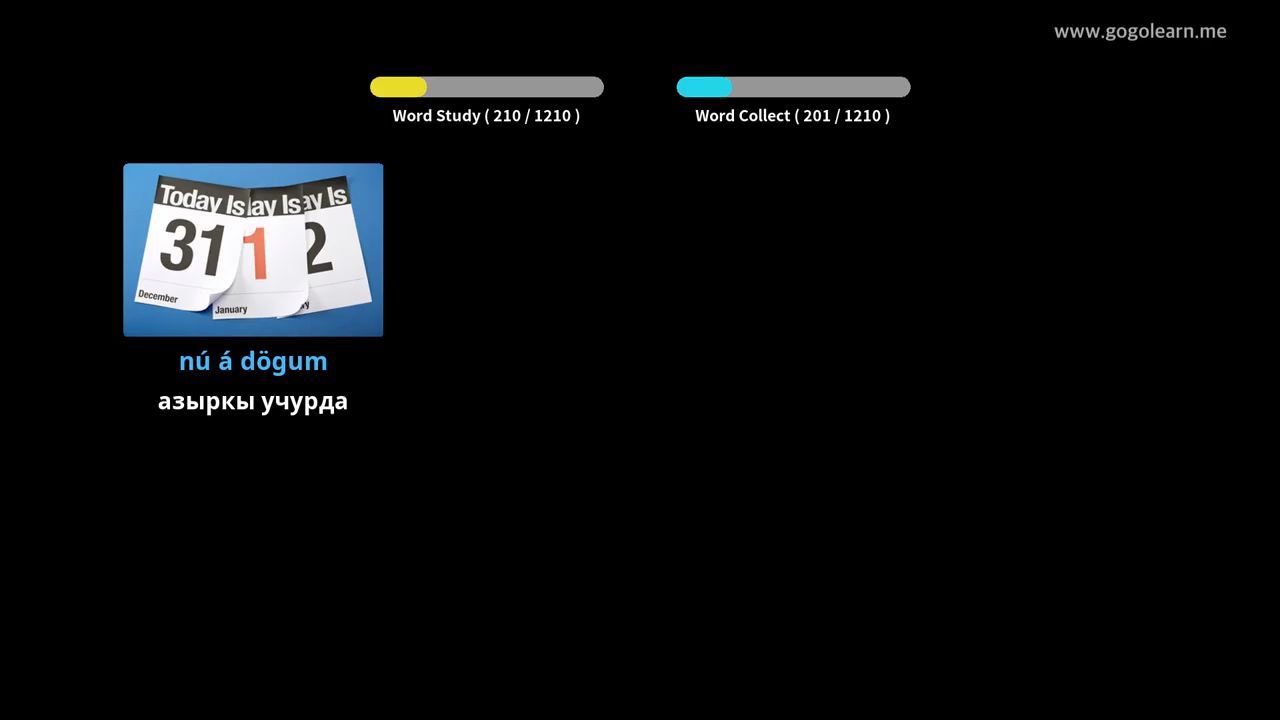 www.gogolearn.me
Word Study ( 210 / 1210 )
Word Collect ( 201 / 1210 )
Today Is
ay Is
ay Is
31
1
2
December
January
nú á dögum
азыркы учурда